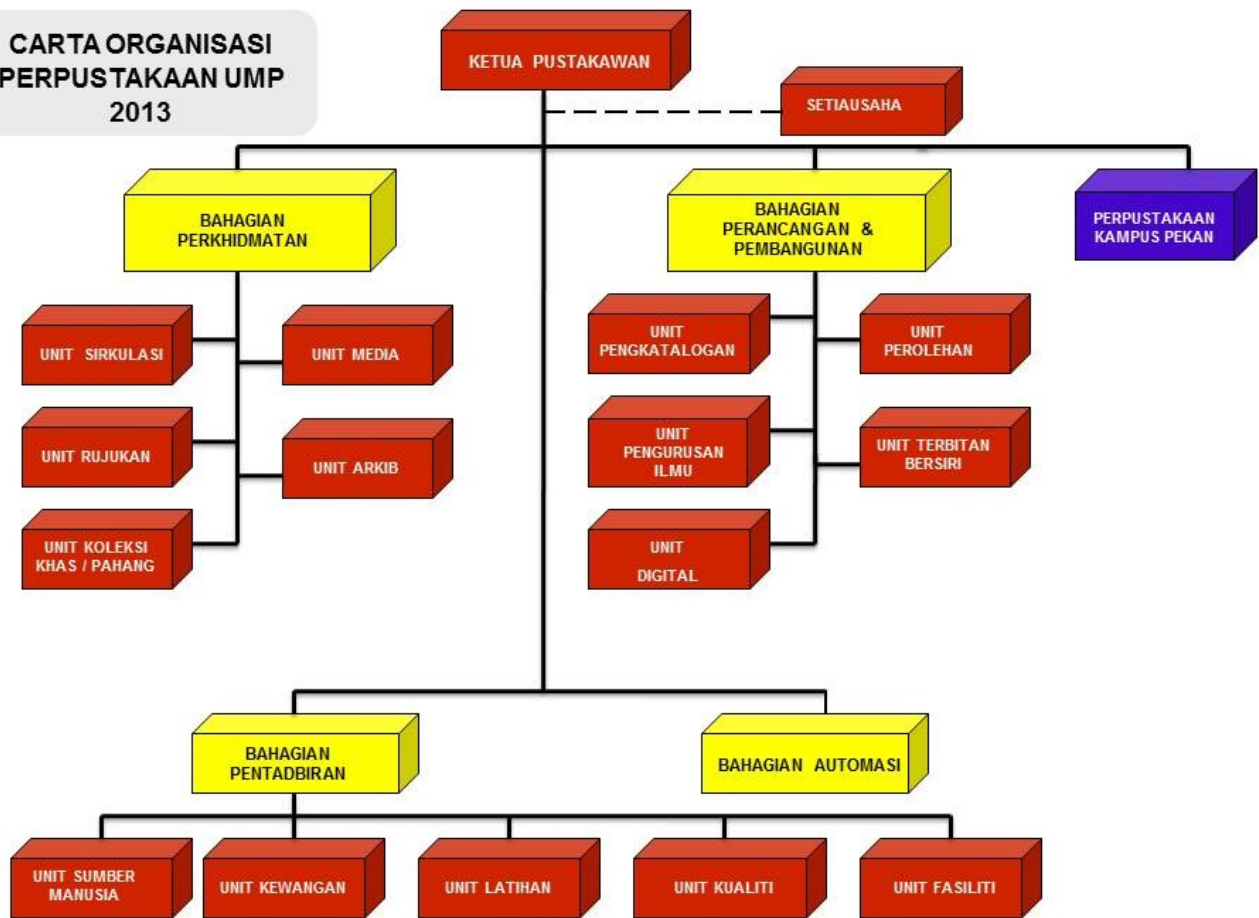 CARTA ORGANISASI
PERPUSTAKAAN UMP
2013
KETUA PUSTAKAWAN
SETIAUSAHA
BAHAGIAN
PERKHIDMATAN
BAHAGIAN
PERANCANGAN &
PEMBANGUNAN
PERPUSTAKAAN
KAMPUS PEKAN
UNIT SIRKULASI
UNIT MEDIA
UNIT RUJUKAN
UNIT ARKIB
UNIT KOLEKSI
KHAS / PAHANG
UNIT
PENGKATALOGAN
UNIT
PEROLEHAN
UNIT
PENGURUSAN
ILMU
UNIT TERBITAN
BERSIRI
UNIT
DIGITAL
BAHAGIAN
PENTADBIRAN
BAHAGIAN AUTOMASI
UNIT SUMBER
MANUSIA
UNIT KEWANGAN
UNIT LATIHAN
UNIT KUALITI
UNIT FASILITI